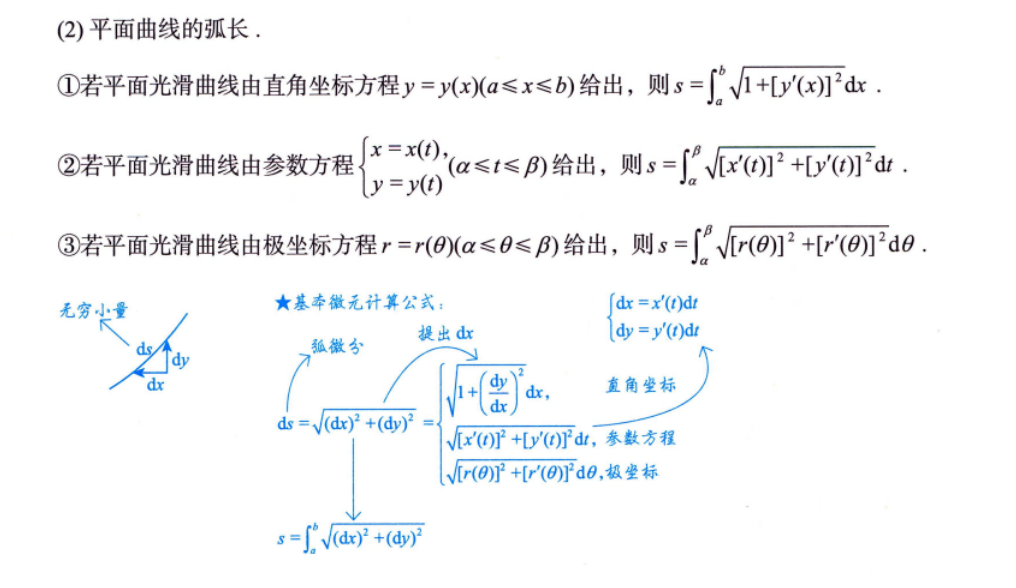 (2) 平面曲线的弧长.
①若平面光滑曲线由直角坐标方程 y = y(x)(a ≤ x ≤ b) 给出，则 s = ∫_a^b √(1+[y′(x)]²) dx .
②若平面光滑曲线由参数方程 { x = x(t), y = y(t) (α ≤ t ≤ β) 给出，则 s = ∫_α^β √([x′(t)]² + [y′(t)]²) dt .
③若平面光滑曲线由极坐标方程 r = r(θ)(α ≤ θ ≤ β) 给出，则 s = ∫_α^β √([r(θ)]² + [r′(θ)]²) dθ .
无穷小量
ds
dy
dx
★基本微元计算公式：
弧微分
提出 dx
{ dx = x′(t)dt
dy = y′(t)dt
ds = √((dx)² + (dy)²) = { √(1+(dy/dx)²) dx, 直角坐标
√([x′(t)]² + [y′(t)]²) dt, 参数方程
√([r(θ)]² + [r′(θ)]²) dθ, 极坐标
s = ∫_a^b √((dx)² + (dy)²)